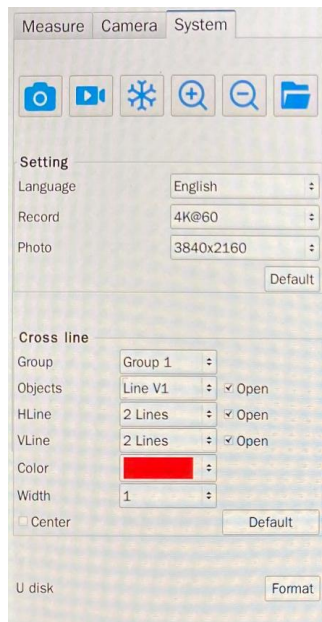 Measure Camera System
Setting
Language English
Record 4K@60
Photo 3840x2160
Default
Cross line
Group Group 1
Objects Line V1 Open
HLine 2 Lines Open
VLine 2 Lines Open
Color
Width 1
Center Default
U disk Format